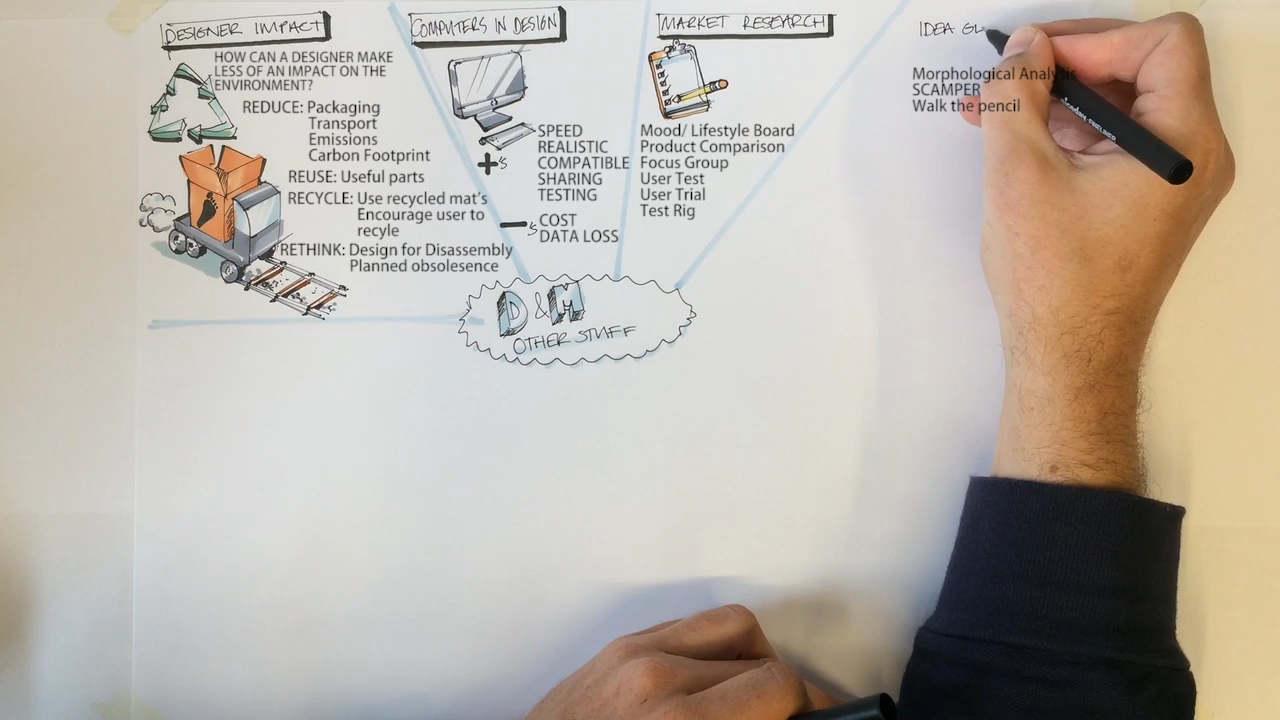 DESIGNER IMPACT
HOW CAN A DESIGNER MAKE
LESS OF AN IMPACT ON THE
ENVIRONMENT?
REDUCE: Packaging
Transport
Emissions
Carbon Footprint
REUSE: Useful parts
RECYCLE: Use recycled mat's
Encourage user to
recyle
RETHINK: Design for Disassembly
Planned obsolesence
COMPUTERS IN DESIGN
+'s
SPEED
REALISTIC
COMPATIBLE
SHARING
TESTING
-'s
COST
DATA LOSS
MARKET RESEARCH
Mood/ Lifestyle Board
Product Comparison
Focus Group
User Test
User Trial
Test Rig
IDEA
Morphological Analysis
SCAMPER
Walk the pencil
D & M
OTHER STUFF